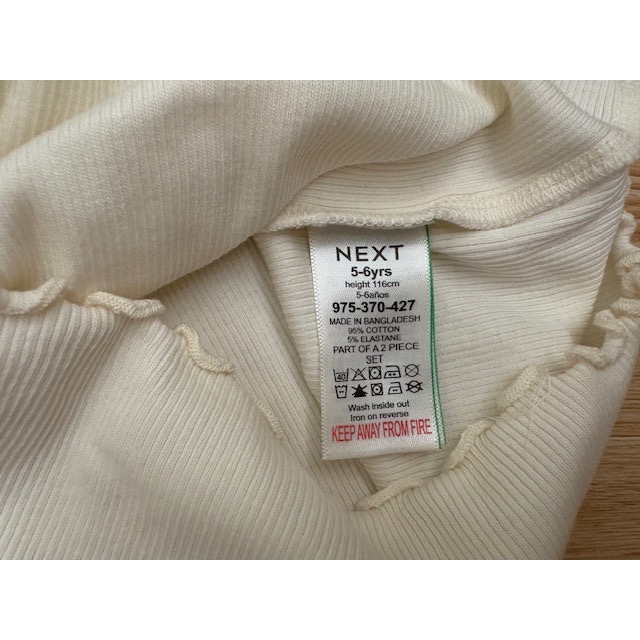 NEXT
5-6yrs
height 116cm
5-6años
975-370-427
MADE IN BANGLADESH
95% COTTON
5% ELASTANE
PART OF A 2 PIECE
SET
40
Wash inside out
Iron on reverse
KEEP AWAY FROM FIRE